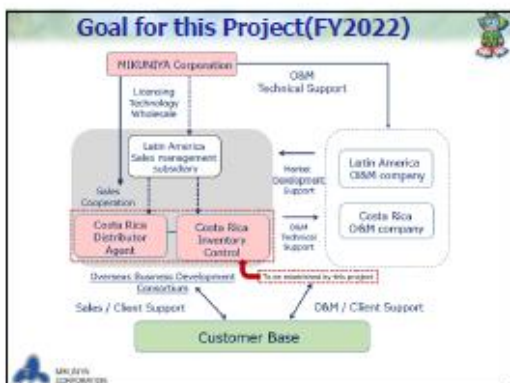 Goal for this Project(FY2022)
MIKUNIYA Corporation
O&M
Technical Support
Licensing
Technology
Wholesale
Latin America
Sales management
subsidiary
Latin America
O&M company
Market
Development
Support
Sales
Cooperation
Costa Rica
Distributor
Agent
Costa Rica
Inventory
Control
O&M
Technical
Support
Costa Rica
O&M company
Overseas Business Development
Consortium
To be established by this project
Sales / Client Support
O&M / Client Support
Customer Base
MIKUNIYA
CORPORATION